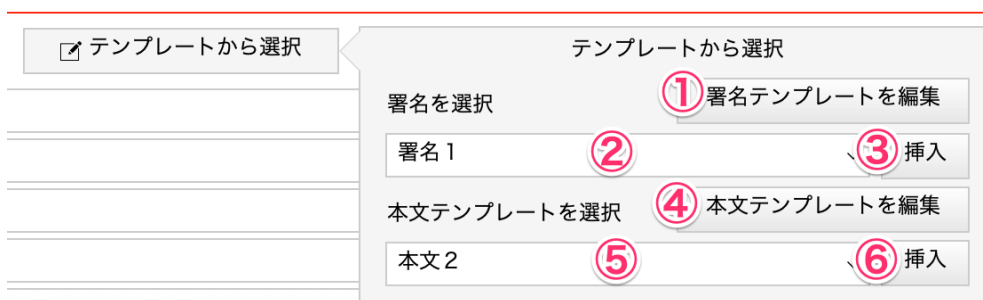 テンプレートから選択
テンプレートから選択
署名を選択 ① 署名テンプレートを編集
署名1 ② ③ 挿入
本文テンプレートを選択 ④ 本文テンプレートを編集
本文2 ⑤ ⑥ 挿入